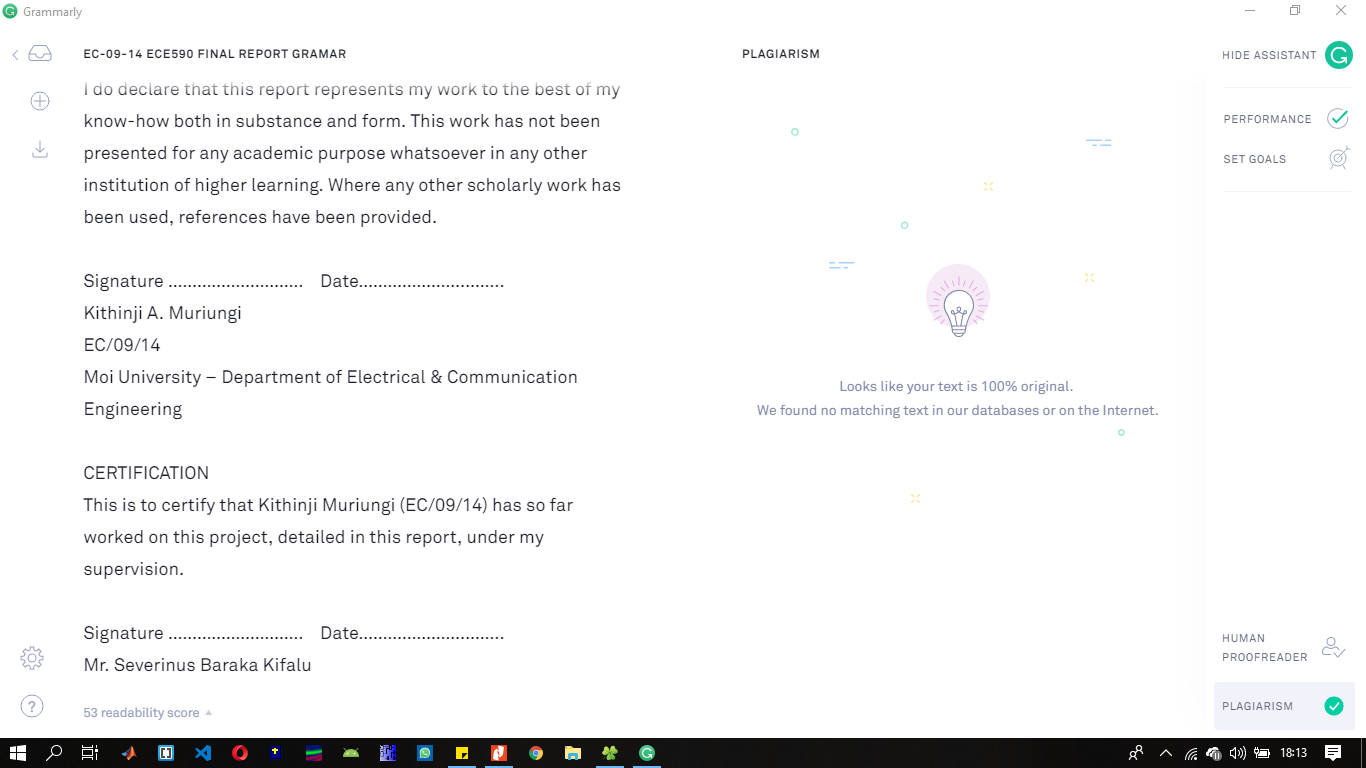 Grammarly
EC-09-14 ECE590 FINAL REPORT GRAMAR
I do declare that this report represents my work to the best of my
know-how both in substance and form. This work has not been
presented for any academic purpose whatsoever in any other
institution of higher learning. Where any other scholarly work has
been used, references have been provided.
Signature ............................ Date..............................
Kithinji A. Muriungi
EC/09/14
Moi University – Department of Electrical & Communication
Engineering
CERTIFICATION
This is to certify that Kithinji Muriungi (EC/09/14) has so far
worked on this project, detailed in this report, under my
supervision.
Signature ............................ Date..............................
Mr. Severinus Baraka Kifalu
53 readability score
PLAGIARISM
Looks like your text is 100% original.
We found no matching text in our databases or on the Internet.
HIDE ASSISTANT
PERFORMANCE
SET GOALS
HUMAN
PROOFREADER
PLAGIARISM
18:13